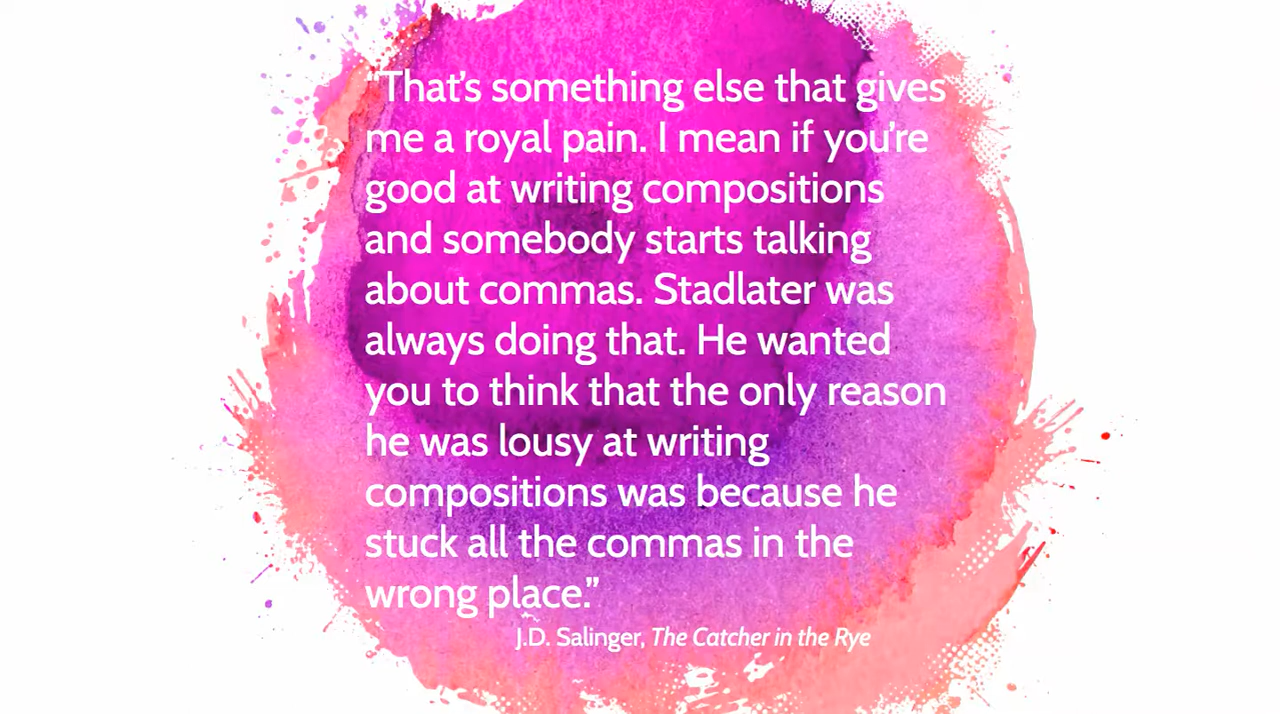 “That’s something else that gives
me a royal pain. I mean if you’re
good at writing compositions
and somebody starts talking
about commas. Stadlater was
always doing that. He wanted
you to think that the only reason
he was lousy at writing
compositions was because he
stuck all the commas in the
wrong place.”
J.D. Salinger, The Catcher in the Rye